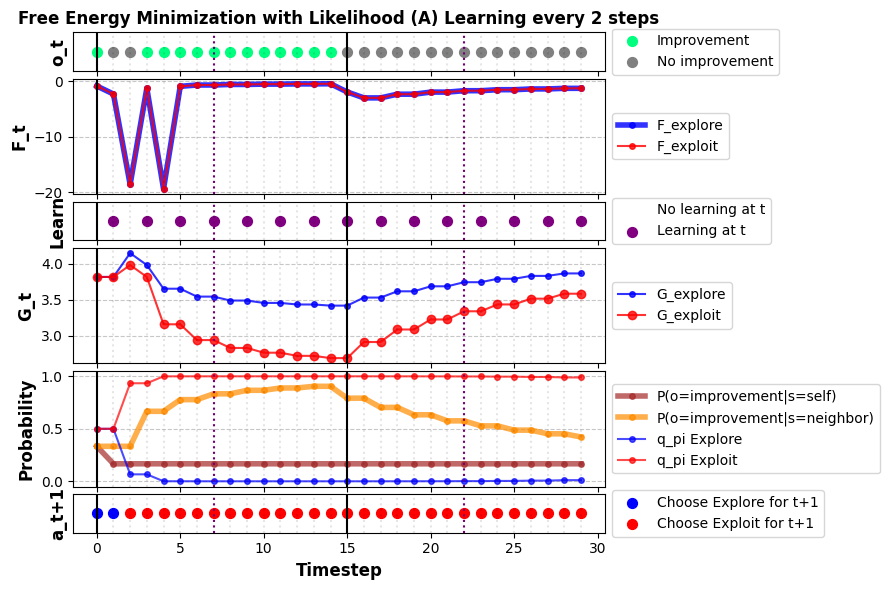 Free Energy Minimization with Likelihood (A) Learning every 2 steps
o_t
Improvement
No improvement
F_t
0
−10
−20
F_explore
F_exploit
Learn
No learning at t
Learning at t
G_t
4.0
3.5
3.0
G_explore
G_exploit
Probability
1.0
0.5
0.0
P(o=improvement|s=self)
P(o=improvement|s=neighbor)
q_pi Explore
q_pi Exploit
a_t+1
Choose Explore for t+1
Choose Exploit for t+1
0 5 10 15 20 25 30
Timestep